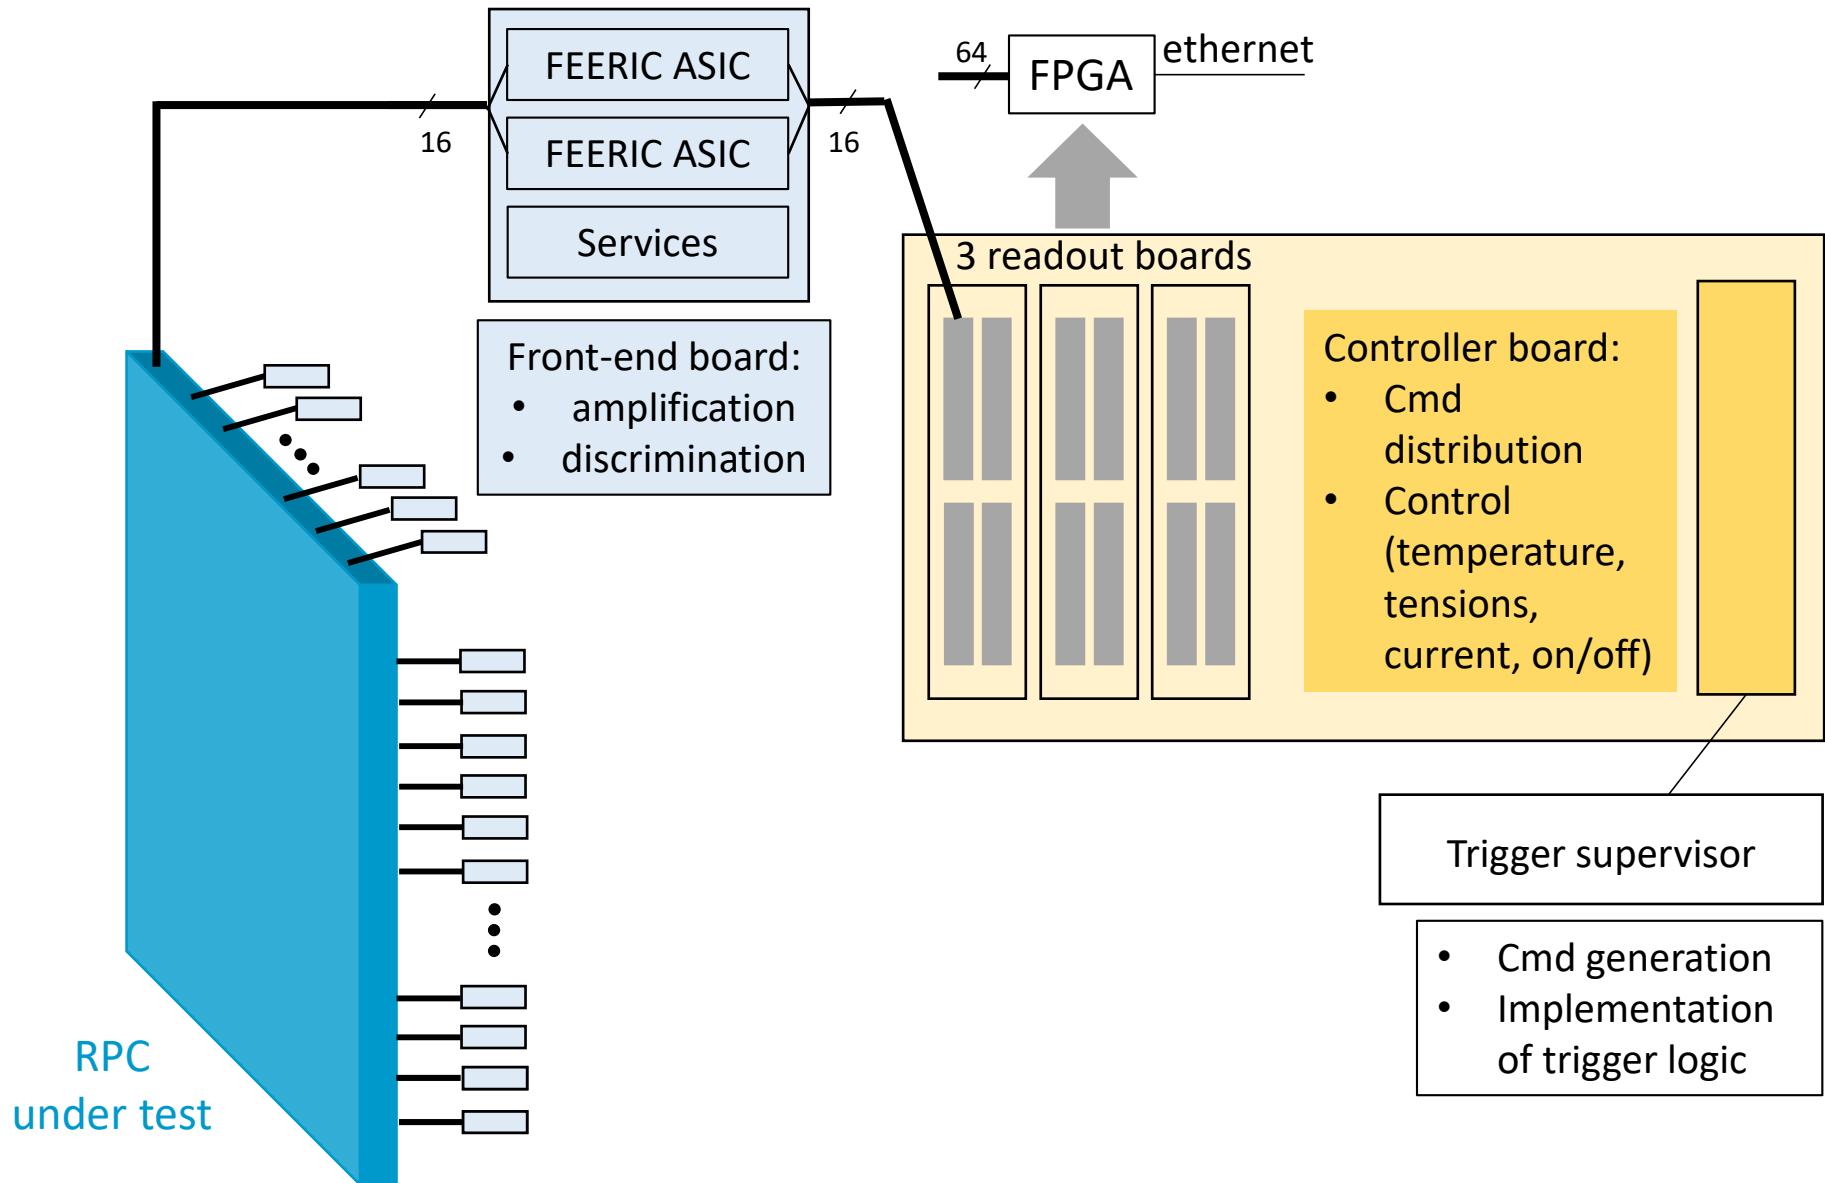 FEERIC ASIC
FEERIC ASIC
Services
16
16
64
FPGA
ethernet
3 readout boards
Front-end board:
• amplification
• discrimination
Controller board:
• Cmd
distribution
• Control
(temperature,
tensions,
current, on/off)
Trigger supervisor
• Cmd generation
• Implementation
of trigger logic
RPC
under test